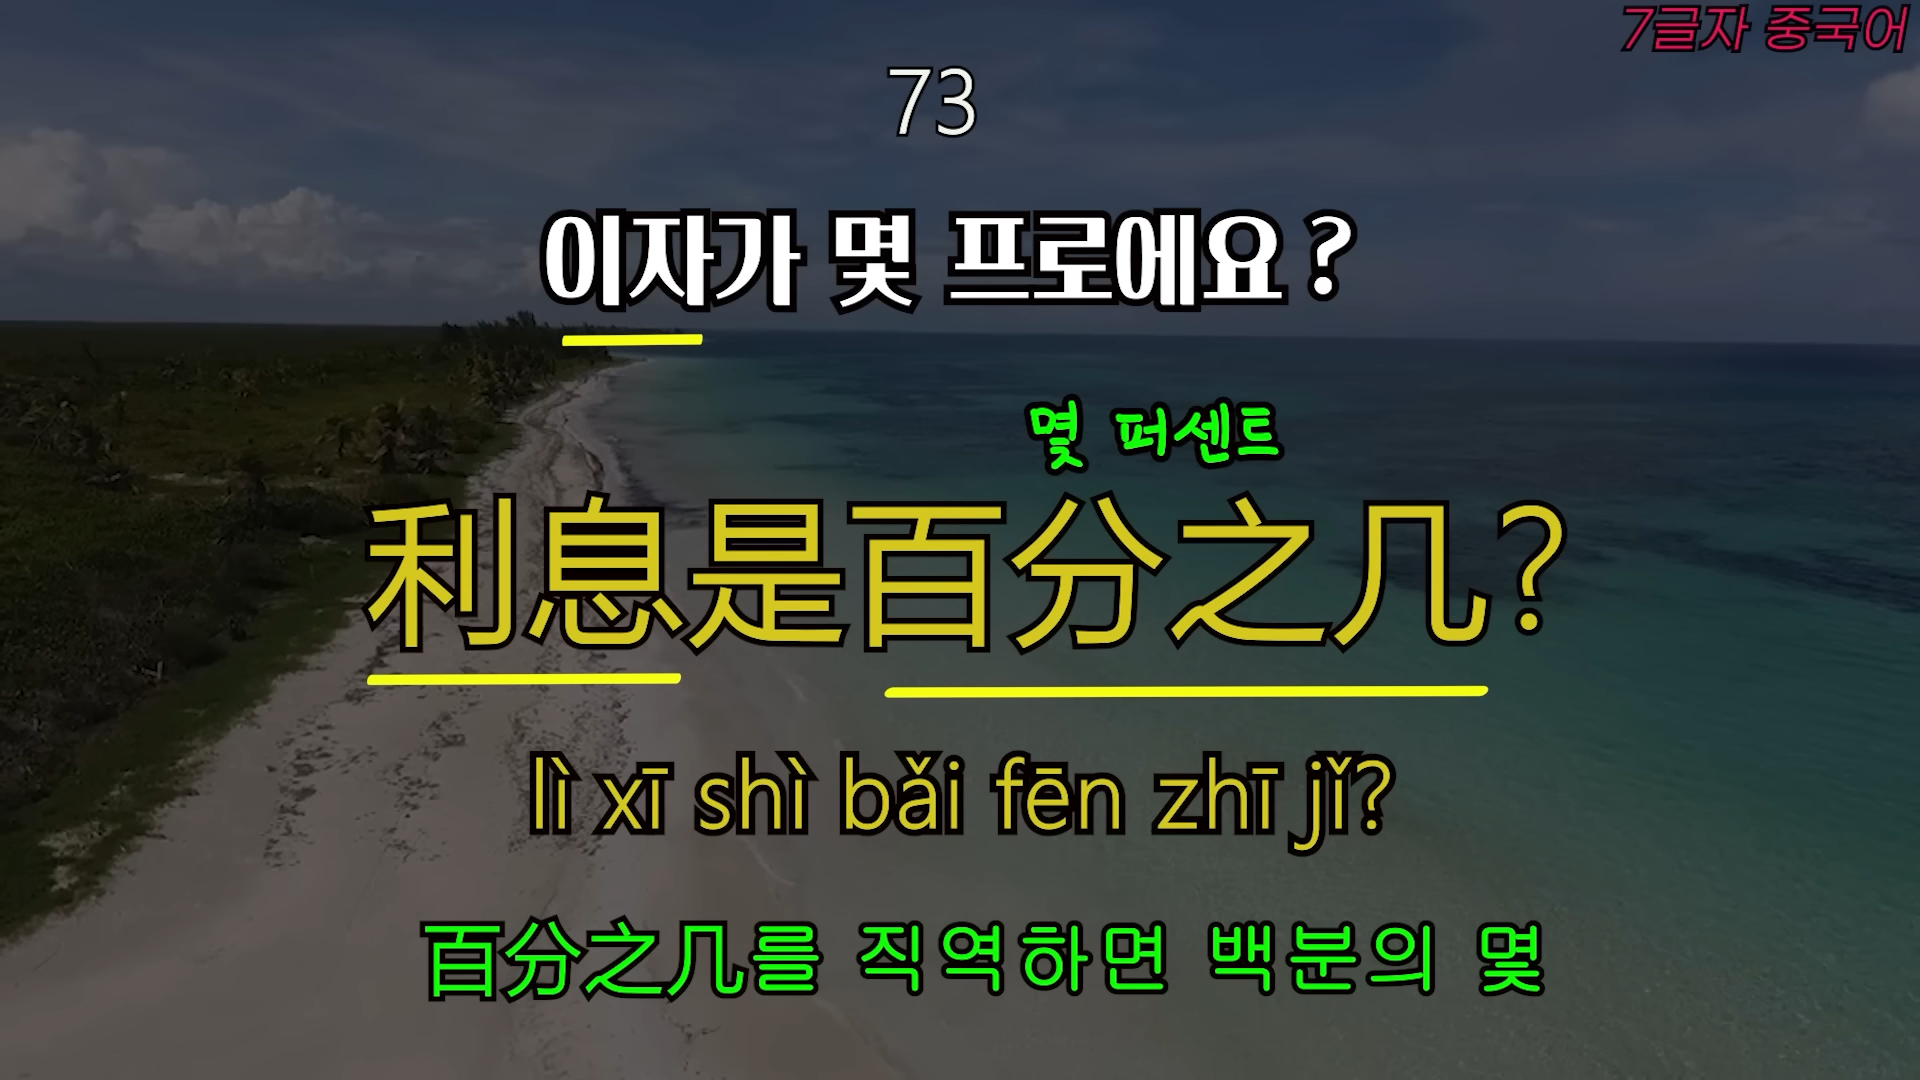 7글자 중국어
73
이자가 몇 프로에요?
몇 퍼센트
利息是百分之几?
lì xī shì bǎi fēn zhī jǐ?
百分之几를 직역하면 백분의 몇